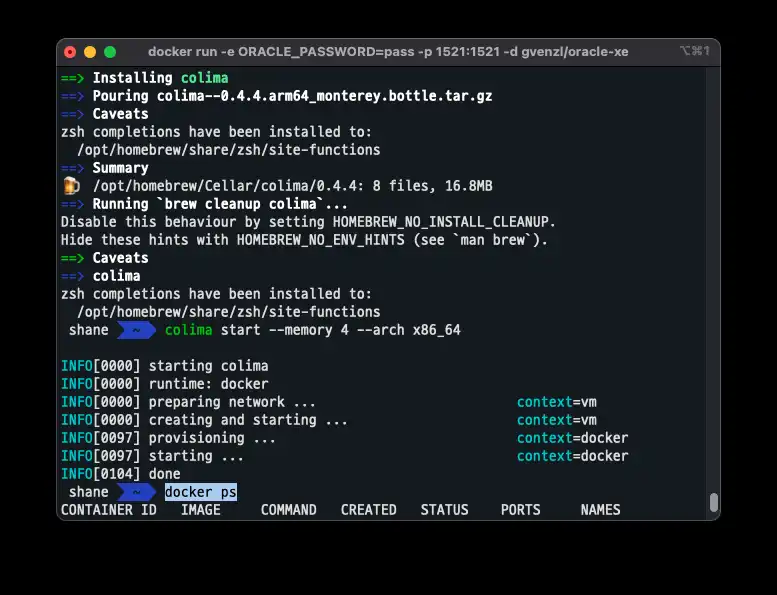 docker run -e ORACLE_PASSWORD=pass -p 1521:1521 -d gvenzl/oracle-xe ⌥⌘1
==> Installing colima
==> Pouring colima--0.4.4.arm64_monterey.bottle.tar.gz
==> Caveats
zsh completions have been installed to:
  /opt/homebrew/share/zsh/site-functions
==> Summary
🍺  /opt/homebrew/Cellar/colima/0.4.4: 8 files, 16.8MB
==> Running `brew cleanup colima`...
Disable this behaviour by setting HOMEBREW_NO_INSTALL_CLEANUP.
Hide these hints with HOMEBREW_NO_ENV_HINTS (see `man brew`).
==> Caveats
==> colima
zsh completions have been installed to:
  /opt/homebrew/share/zsh/site-functions
shane ~ colima start --memory 4 --arch x86_64
INFO[0000] starting colima
INFO[0000] runtime: docker
INFO[0000] preparing network ... context=vm
INFO[0000] creating and starting ... context=vm
INFO[0097] provisioning ... context=docker
INFO[0097] starting ... context=docker
INFO[0104] done
shane ~ docker ps
CONTAINER ID   IMAGE     COMMAND   CREATED   STATUS    PORTS     NAMES